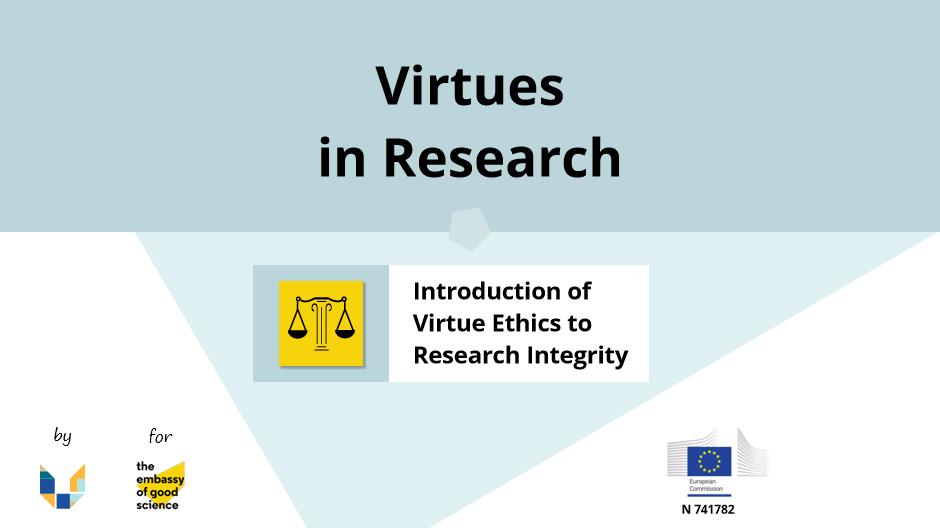 Virtues
in Research
Introduction of
Virtue Ethics to
Research Integrity
by
for
the
embassy
of good
science
European
Commission
N 741782